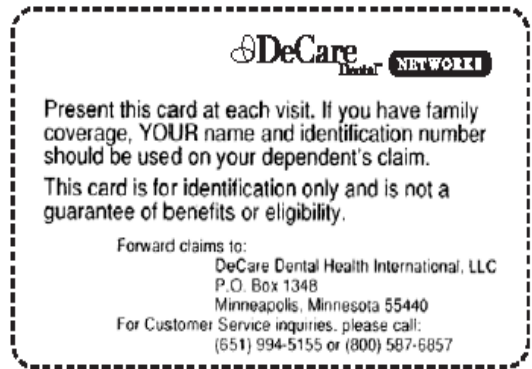 DeCare
Dental™ NETWORKS
Present this card at each visit. If you have family
coverage, YOUR name and identification number
should be used on your dependent's claim.
This card is for identification only and is not a
guarantee of benefits or eligibility.
Forward claims to:
DeCare Dental Health International, LLC
P.O. Box 1348
Minneapolis, Minnesota 55440
For Customer Service inquiries, please call:
(651) 994-5155 or (800) 587-6857